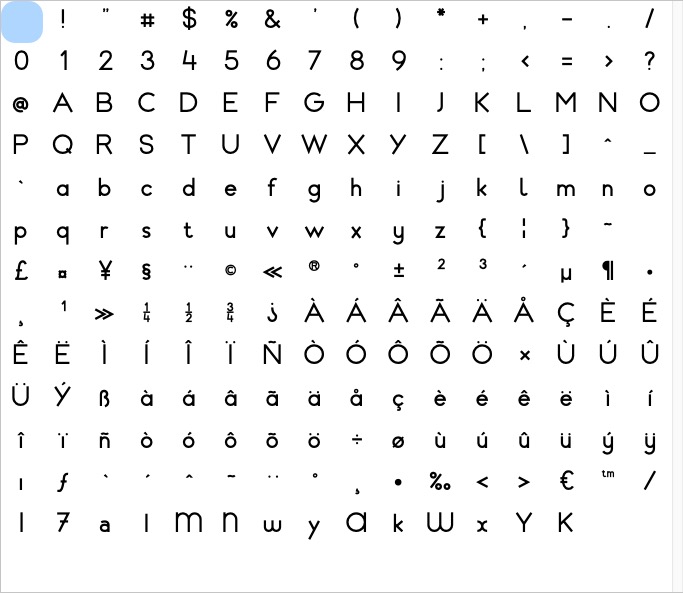 ! " # $ % & ' ( ) * + , – . /
0 1 2 3 4 5 6 7 8 9 : ; < = > ?
@ A B C D E F G H I J K L M N O
P Q R S T U V W X Y Z [ \ ] ^ _
` a b c d e f g h i j k l m n o
p q r s t u v w x y z { ¦ } ~
£ ¤ ¥ § ¨ © « ® ° ± ² ³ ´ µ ¶ •
¸ ¹ » ¼ ½ ¾ ¿ À Á Â Ã Ä Å Ç È É
Ê Ë Ì Í Î Ï Ñ Ò Ó Ô Õ Ö × Ù Ú Û
Ü Ý ß à á â ã ä å ç è é ê ë ì í
î ï ñ ò ó ô õ ö ÷ ø ù ú û ü ý ÿ
ı ƒ ` ´ ^ ~ ¨ ° ¸ • ‰ < > € ™ /
I 7 a l m n w y a k w x Y K